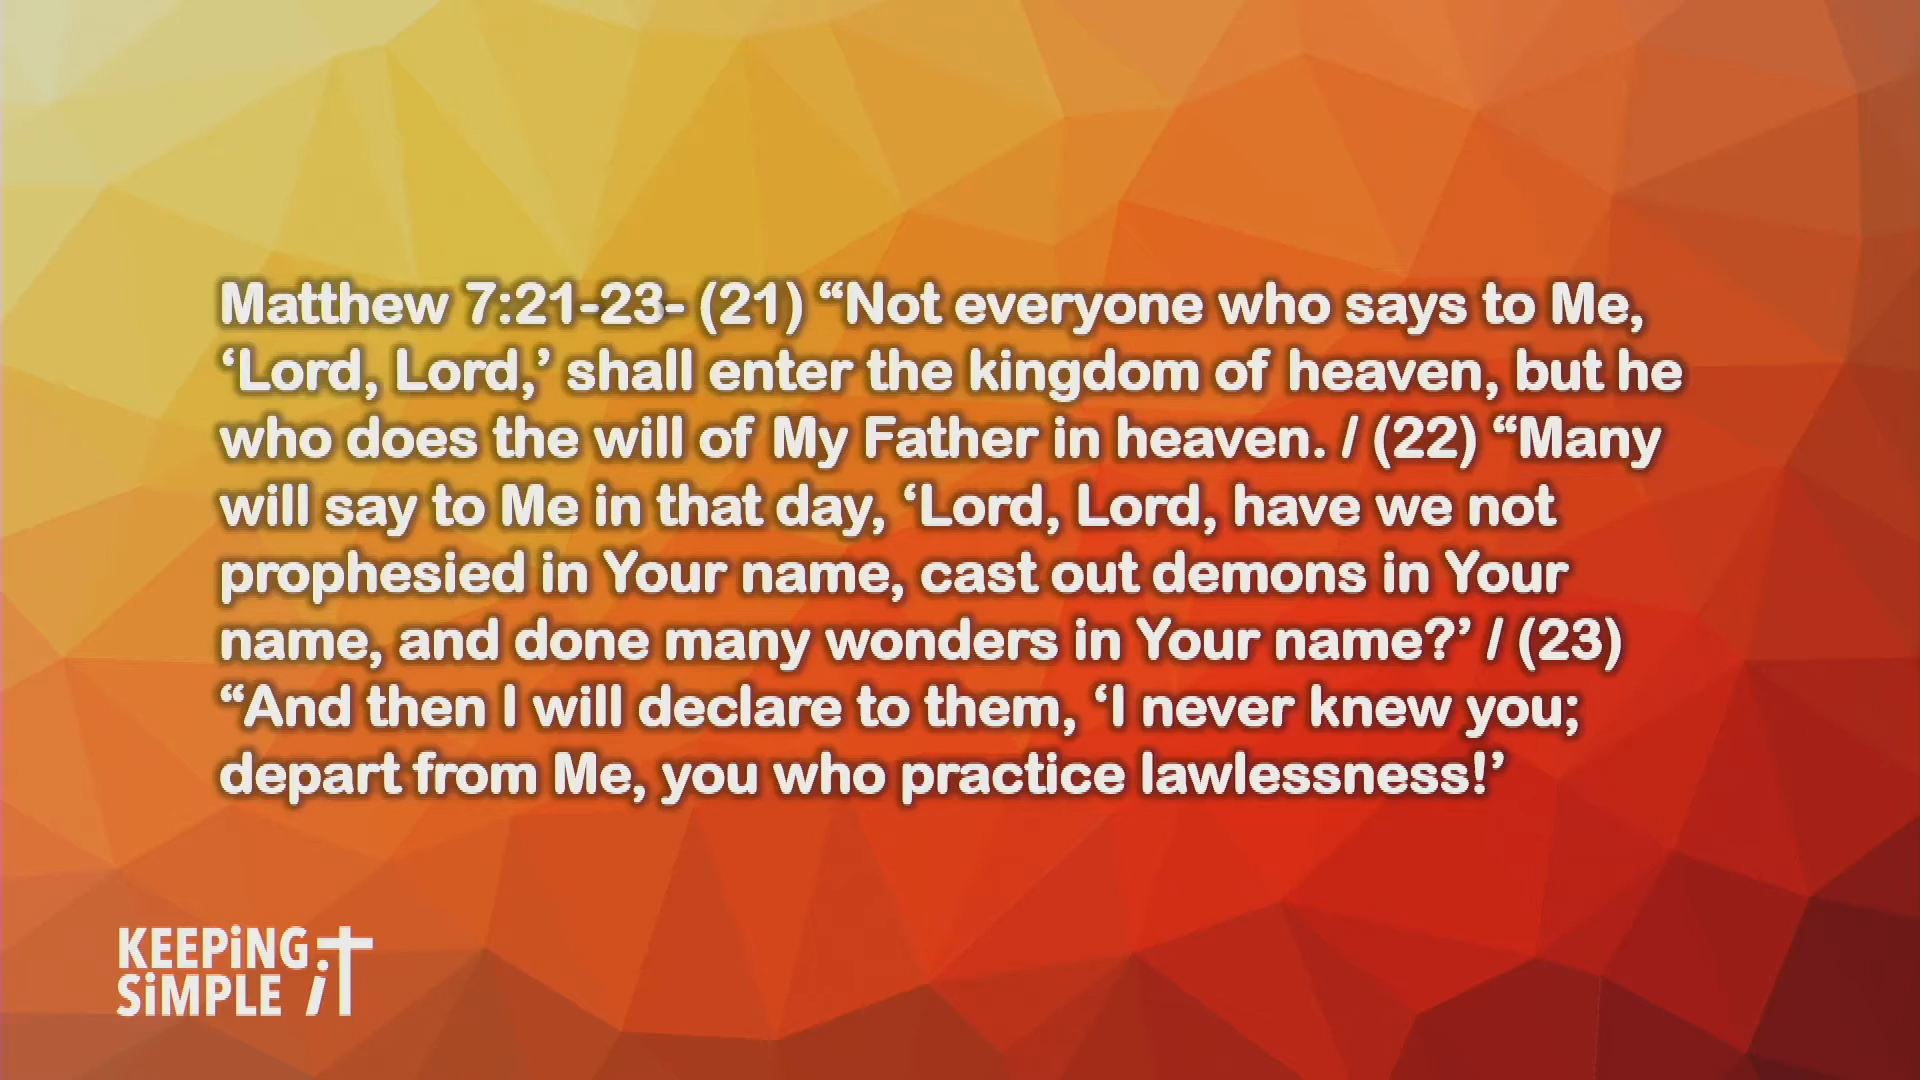 Matthew 7:21-23- (21) “Not everyone who says to Me,
‘Lord, Lord,’ shall enter the kingdom of heaven, but he
who does the will of My Father in heaven. / (22) “Many
will say to Me in that day, ‘Lord, Lord, have we not
prophesied in Your name, cast out demons in Your
name, and done many wonders in Your name?’ / (23)
“And then I will declare to them, ‘I never knew you;
depart from Me, you who practice lawlessness!’
KEEPiNG
SiMPLE iT